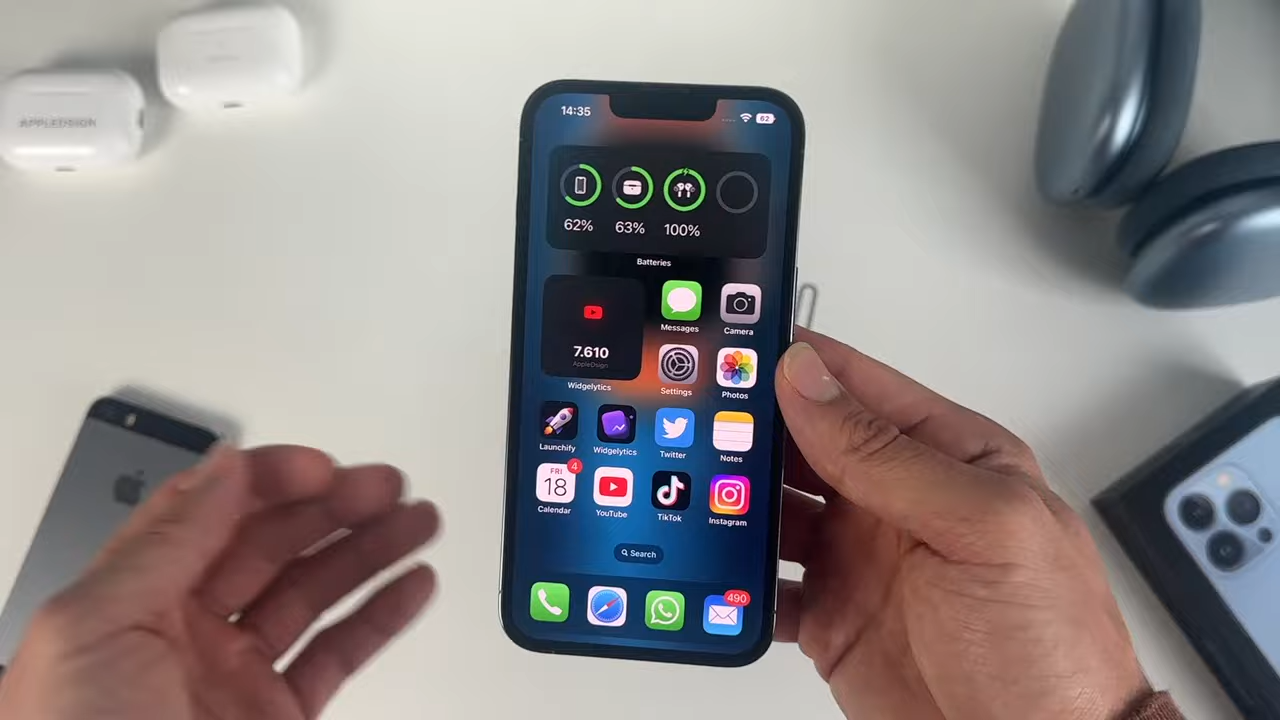 APPLEDSIGN
14:35
62
62%
63%
100%
Batteries
7.610
AppleDsign
Widgelytics
Messages
Camera
Settings
Photos
Launchify
Widgelytics
Twitter
Notes
FRI
18
4
Calendar
YouTube
TikTok
Instagram
Search
490